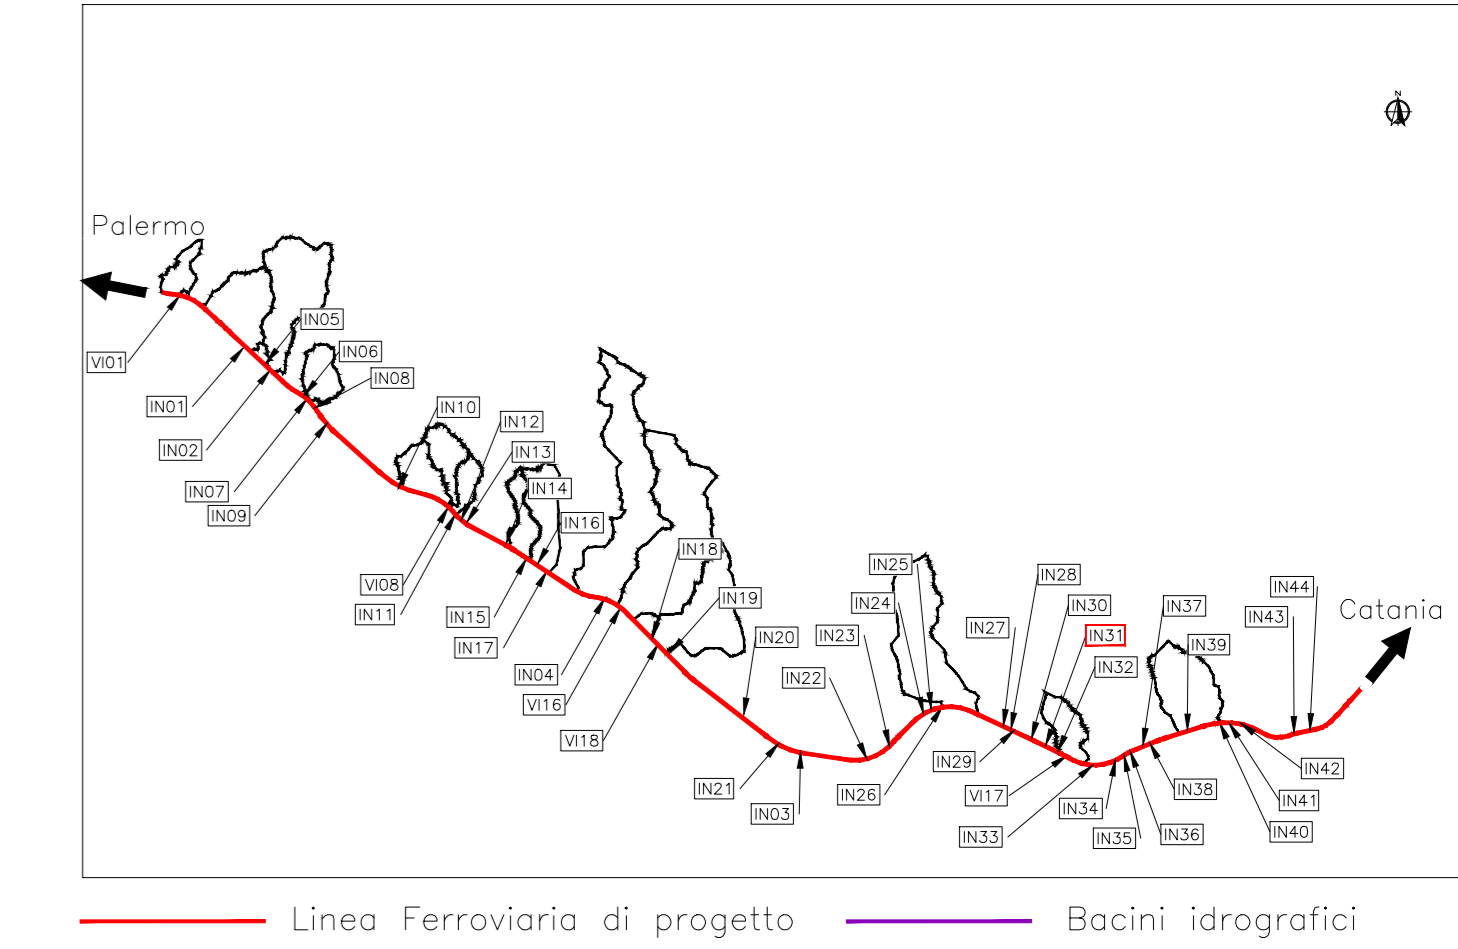 N
Palermo
IN05
IN06
VI01
IN08
IN01
IN10
IN12
IN02
IN13
IN14
IN07
IN09
IN16
IN18
IN25
IN28
VI08
IN44
IN19
IN24
IN30
IN37
Catania
IN11
IN15
IN43
IN27
IN20
IN23
IN31
IN17
IN39
IN32
IN04
IN22
VI16
VI18
IN29
IN42
IN21
IN26
VI17
IN38
IN41
IN03
IN34
IN40
IN33
IN35
IN36
Linea Ferroviaria di progetto
Bacini idrografici